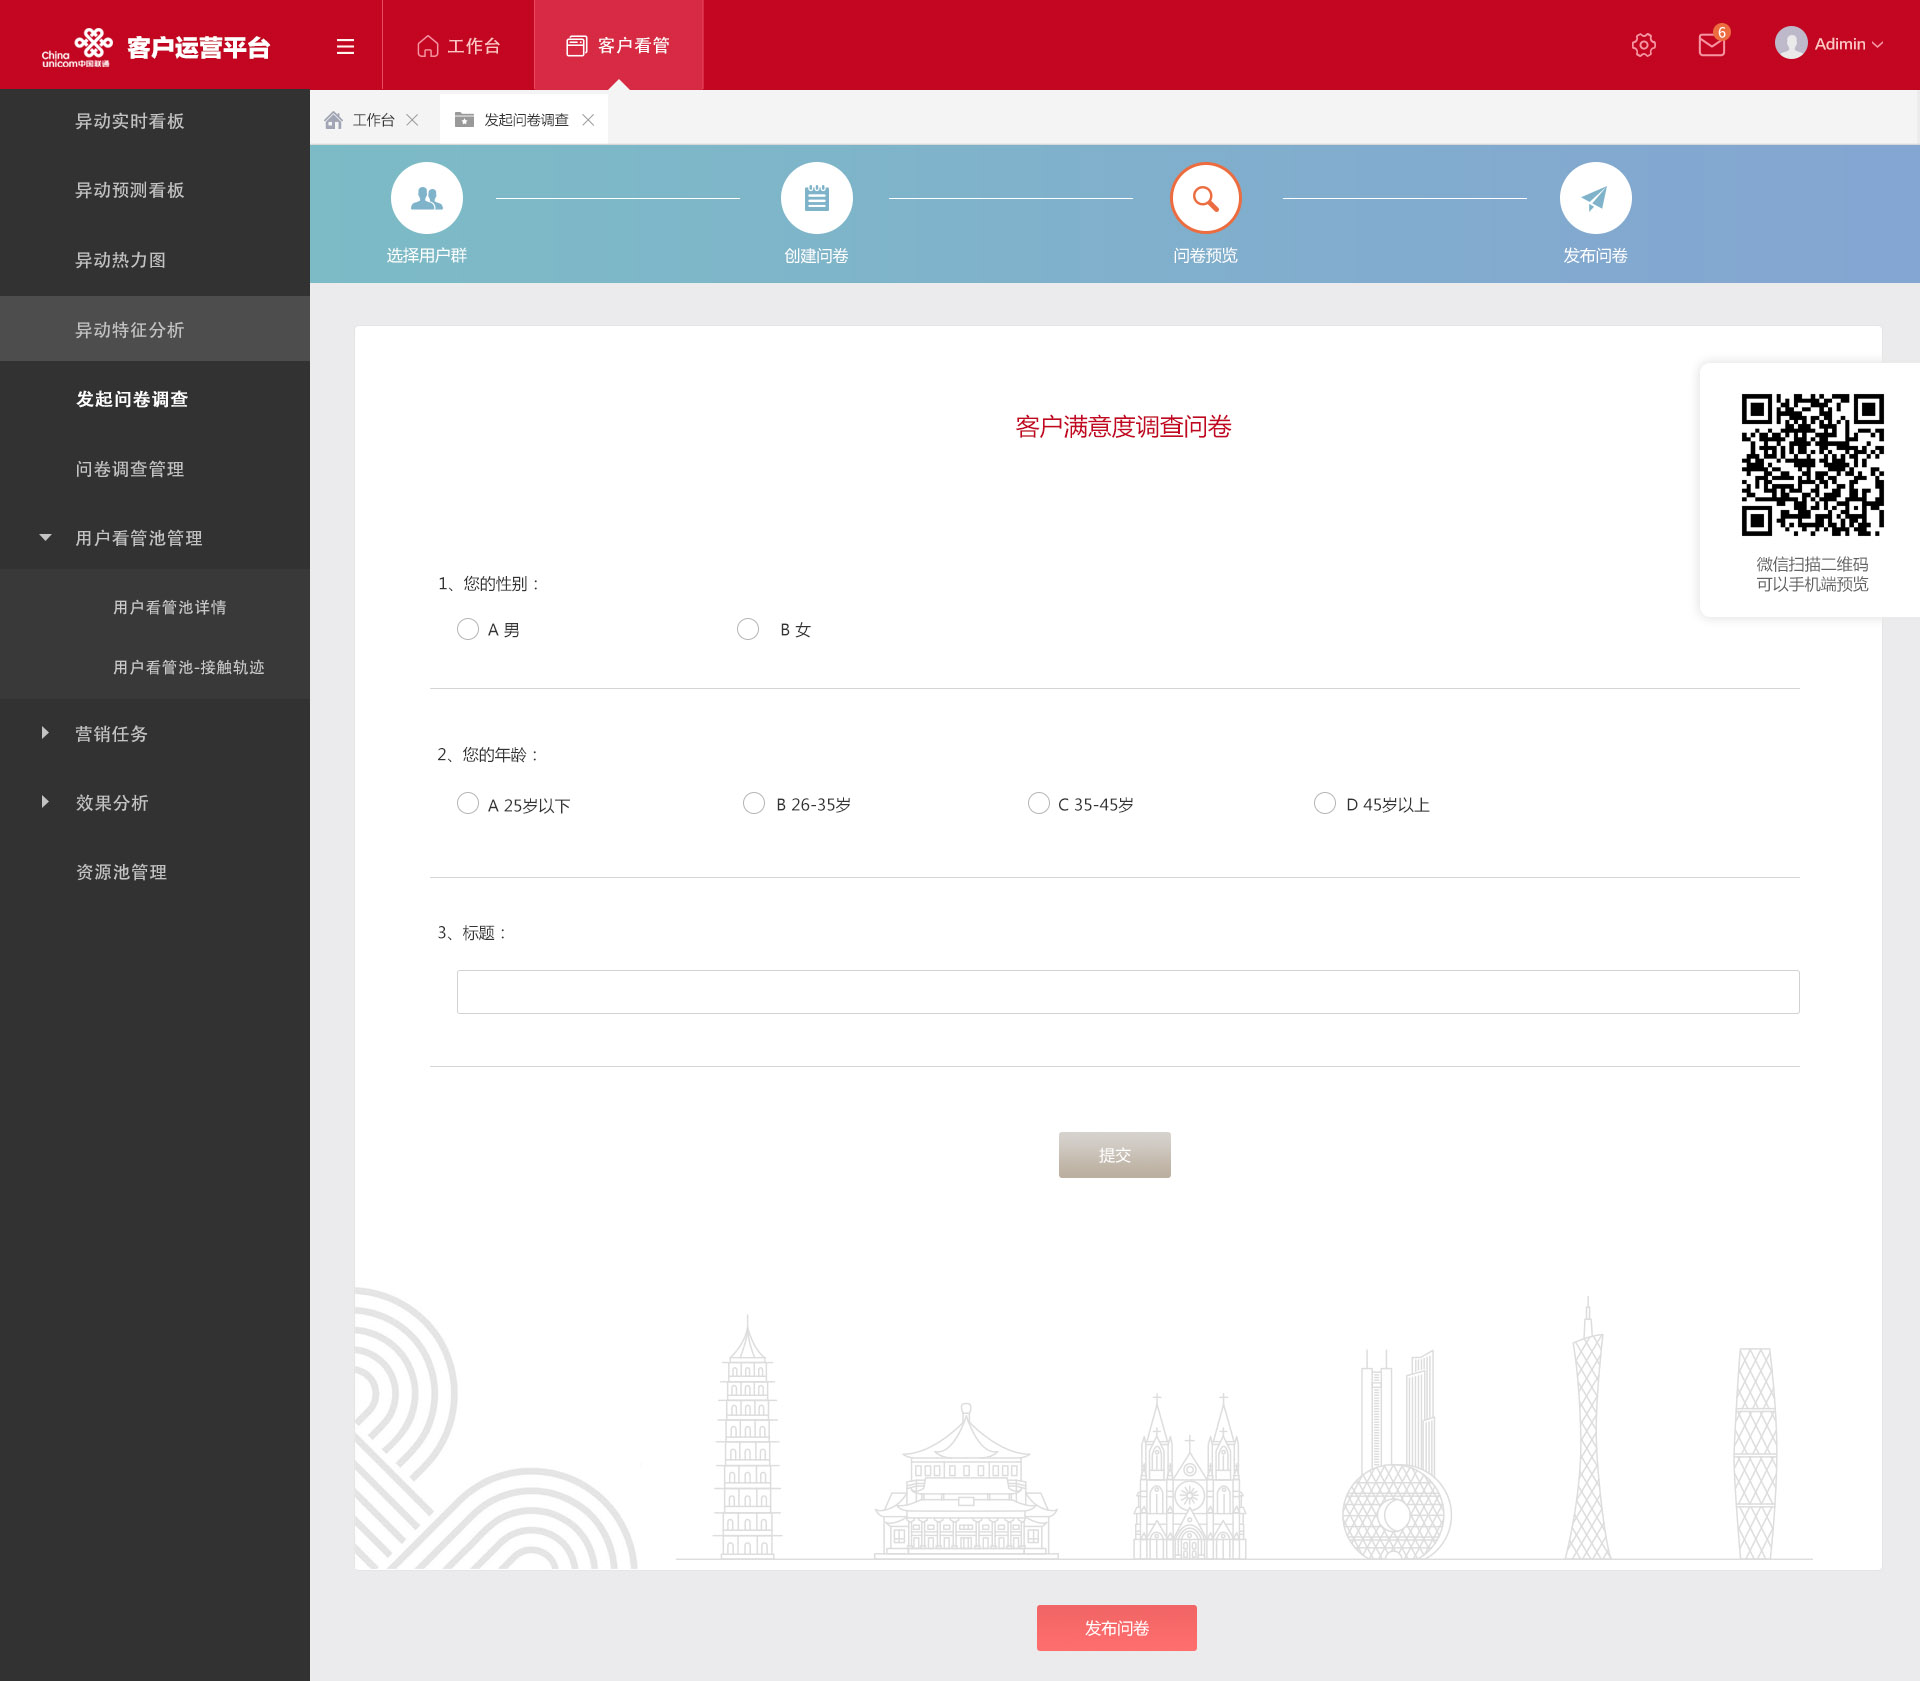 China
unicom中国联通
客户运营平台
工作台
客户看管
6
Adimin
异动实时看板
异动预测看板
异动热力图
异动特征分析
发起问卷调查
问卷调查管理
用户看管池管理
用户看管池详情
用户看管池-接触轨迹
营销任务
效果分析
资源池管理
工作台
发起问卷调查
选择用户群
创建问卷
问卷预览
发布问卷
客户满意度调查问卷
微信扫描二维码
可以手机端预览
1、您的性别：
A 男
B 女
2、您的年龄：
A 25岁以下
B 26-35岁
C 35-45岁
D 45岁以上
3、标题：
提交
发布问卷